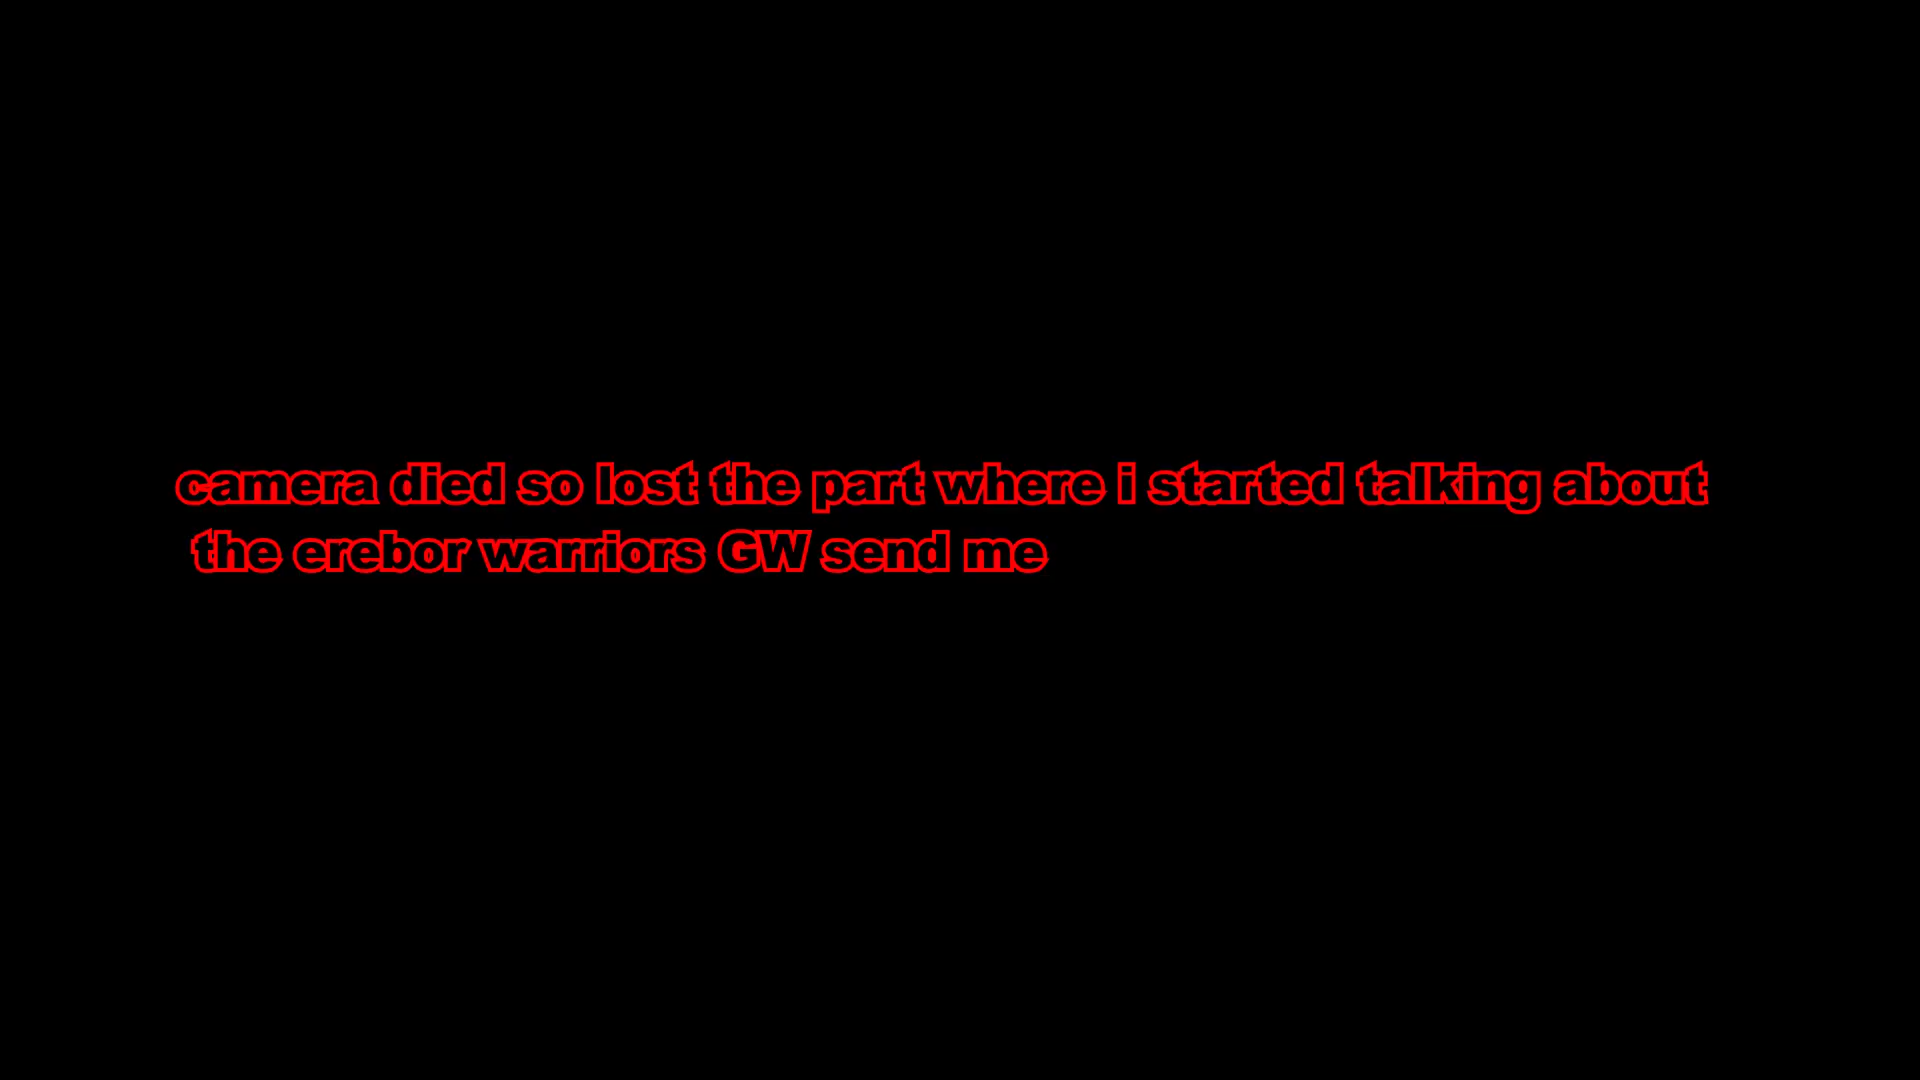 camera died so lost the part where i started talking about
the erebor warriors GW send me